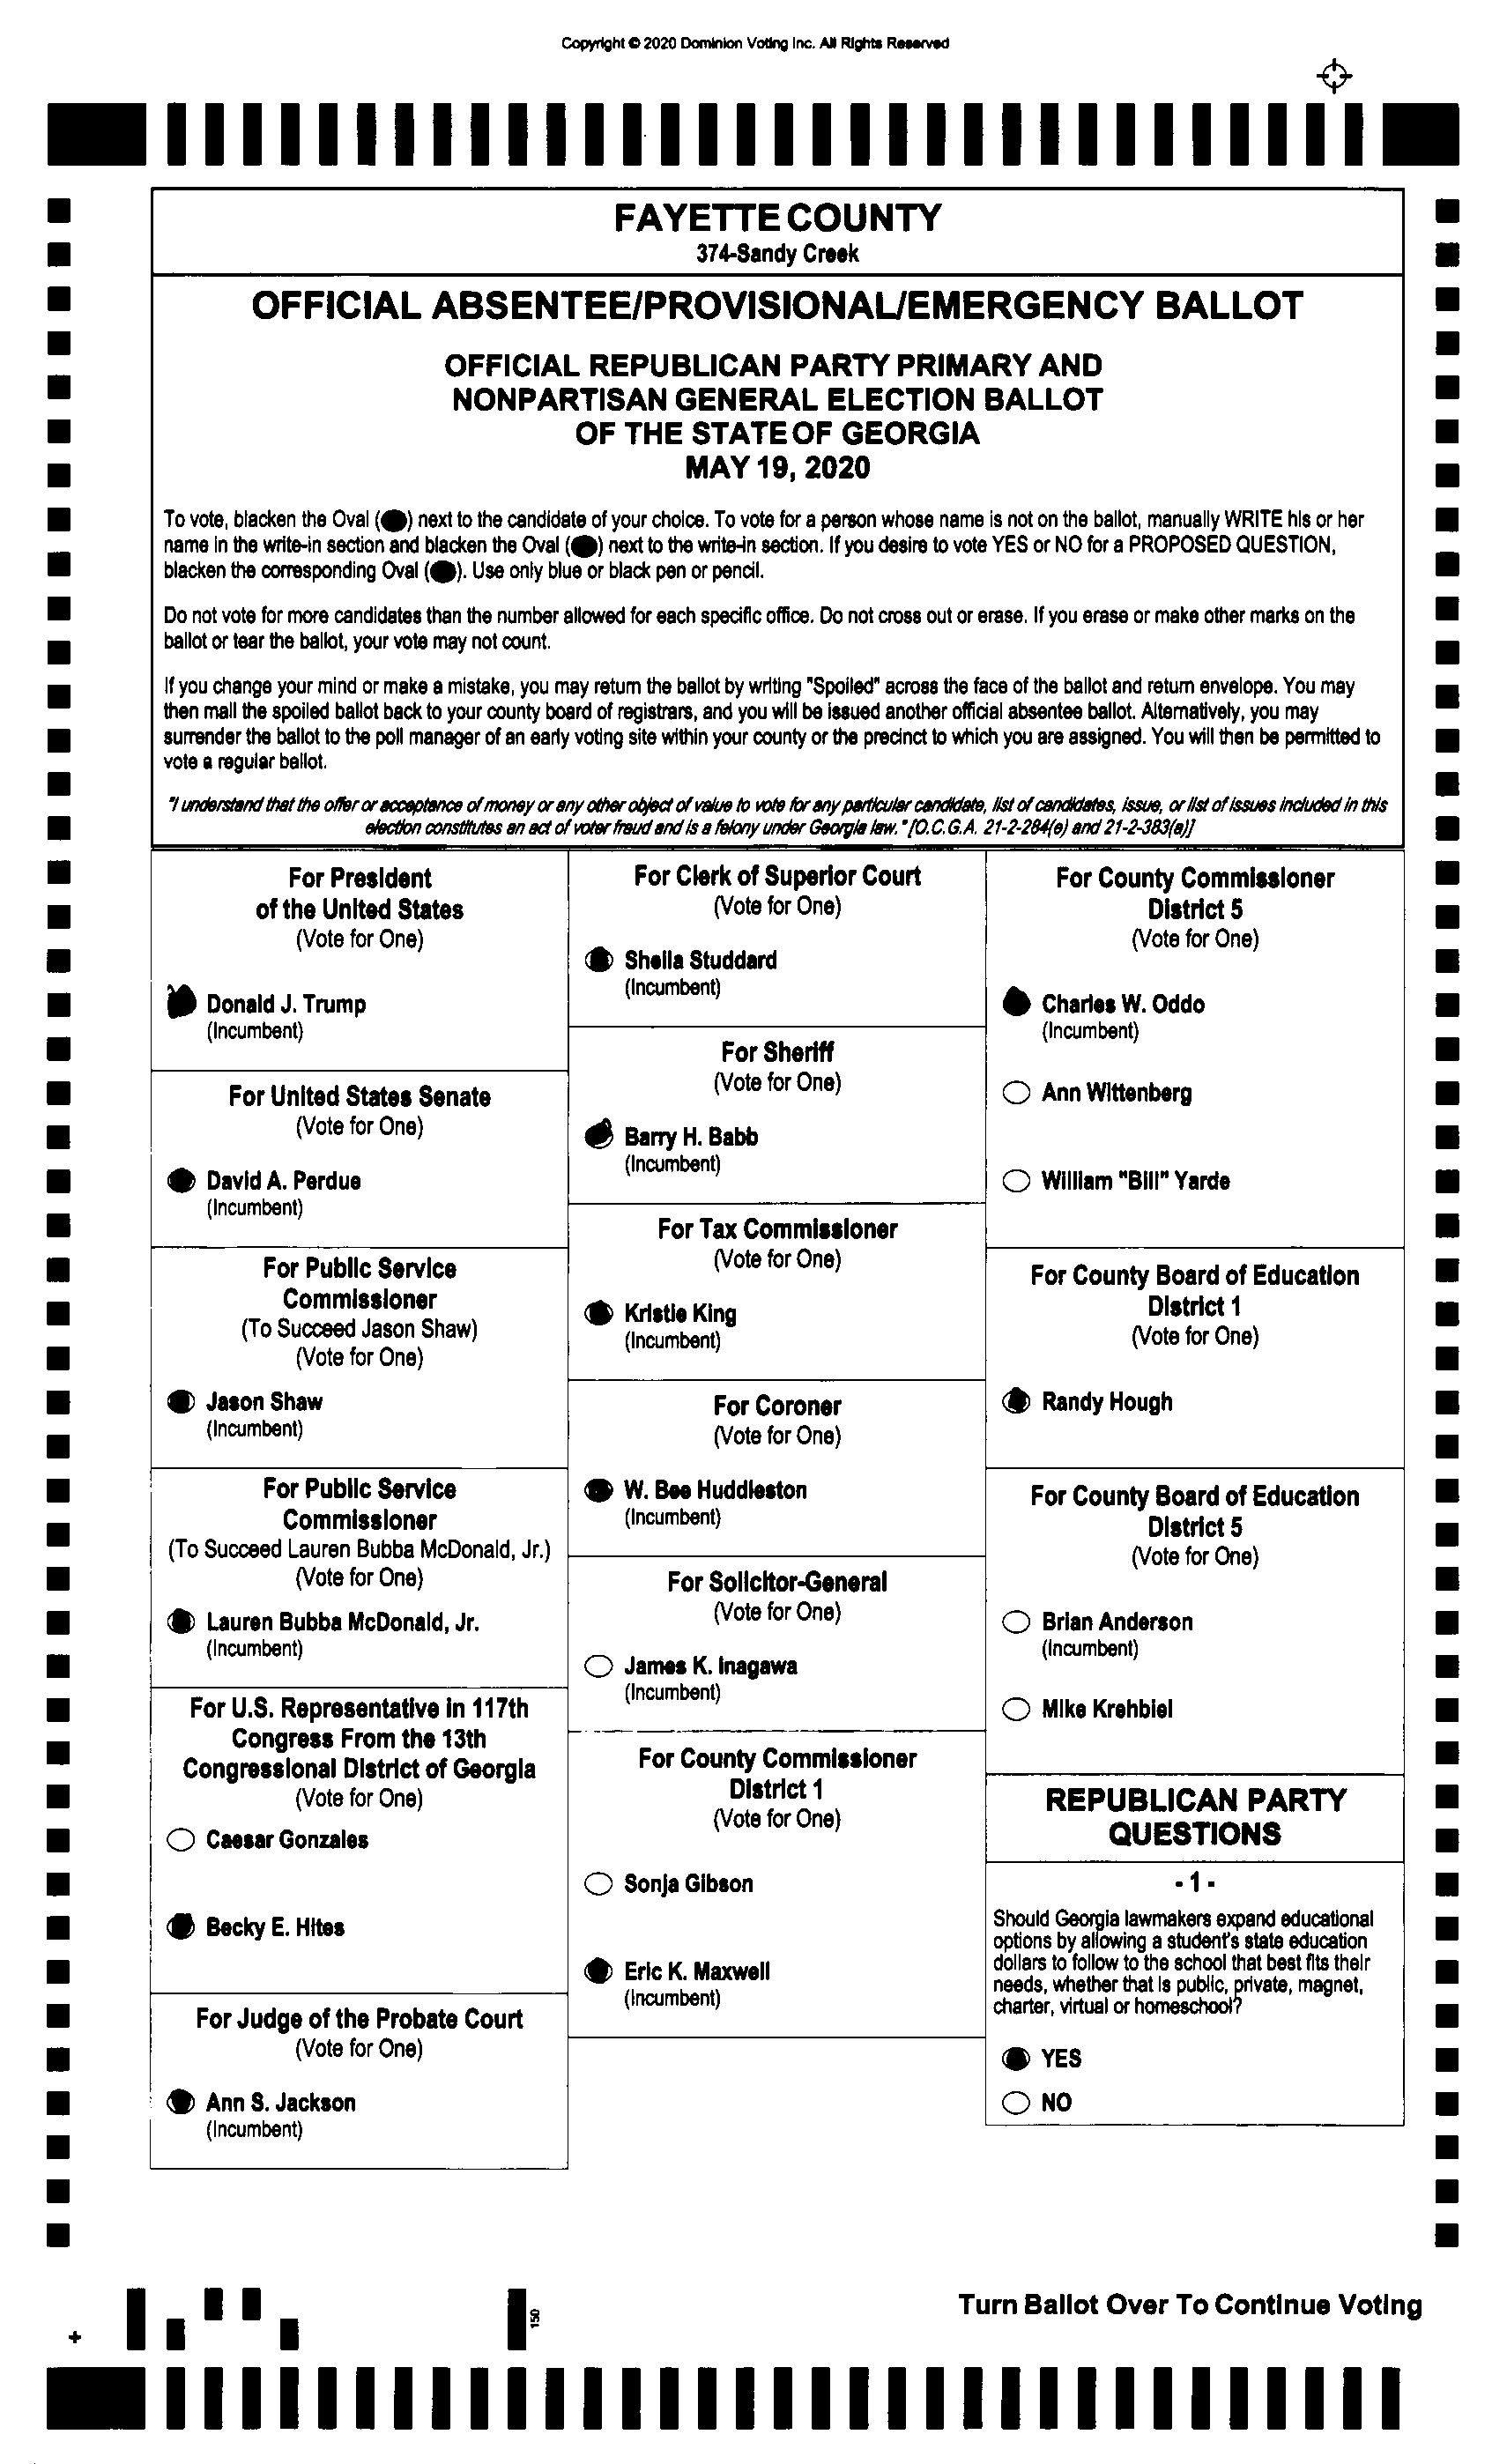 Copyright © 2020 Dominion Voting Inc. All Rights Reserved
FAYETTE COUNTY
374-Sandy Creek
OFFICIAL ABSENTEE/PROVISIONAL/EMERGENCY BALLOT
OFFICIAL REPUBLICAN PARTY PRIMARY AND
NONPARTISAN GENERAL ELECTION BALLOT
OF THE STATE OF GEORGIA
MAY 19, 2020
To vote, blacken the Oval ( ) next to the candidate of your choice. To vote for a person whose name is not on the ballot, manually WRITE his or her
name in the write-in section and blacken the Oval ( ) next to the write-in section. If you desire to vote YES or NO for a PROPOSED QUESTION,
blacken the corresponding Oval ( ). Use only blue or black pen or pencil.
Do not vote for more candidates than the number allowed for each specific office. Do not cross out or erase. If you erase or make other marks on the
ballot or tear the ballot, your vote may not count.
If you change your mind or make a mistake, you may return the ballot by writing "Spoiled" across the face of the ballot and return envelope. You may
then mail the spoiled ballot back to your county board of registrars, and you will be issued another official absentee ballot. Alternatively, you may
surrender the ballot to the poll manager of an early voting site within your county or the precinct to which you are assigned. You will then be permitted to
vote a regular ballot.
"I understand that the offer or acceptance of money or any other object of value to vote for any particular candidate, list of candidates, issue, or list of issues included in this
election constitutes an act of voter fraud and is a felony under Georgia law." [O.C.G.A. 21-2-284(e) and 21-2-383(a)]
For President
of the United States
(Vote for One)
Donald J. Trump
(Incumbent)
For United States Senate
(Vote for One)
David A. Perdue
(Incumbent)
For Public Service
Commissioner
(To Succeed Jason Shaw)
(Vote for One)
Jason Shaw
(Incumbent)
For Public Service
Commissioner
(To Succeed Lauren Bubba McDonald, Jr.)
(Vote for One)
Lauren Bubba McDonald, Jr.
(Incumbent)
For U.S. Representative in 117th
Congress From the 13th
Congressional District of Georgia
(Vote for One)
Caesar Gonzales
Becky E. Hites
For Judge of the Probate Court
(Vote for One)
Ann S. Jackson
(Incumbent)
For Clerk of Superior Court
(Vote for One)
Sheila Studdard
(Incumbent)
For Sheriff
(Vote for One)
Barry H. Babb
(Incumbent)
For Tax Commissioner
(Vote for One)
Kristie King
(Incumbent)
For Coroner
(Vote for One)
W. Bee Huddleston
(Incumbent)
For Solicitor-General
(Vote for One)
James K. Inagawa
(Incumbent)
For County Commissioner
District 1
(Vote for One)
Sonja Gibson
Eric K. Maxwell
(Incumbent)
For County Commissioner
District 5
(Vote for One)
Charles W. Oddo
(Incumbent)
Ann Wittenberg
William "Bill" Yarde
For County Board of Education
District 1
(Vote for One)
Randy Hough
For County Board of Education
District 5
(Vote for One)
Brian Anderson
(Incumbent)
Mike Krehbiel
REPUBLICAN PARTY
QUESTIONS
- 1 -
Should Georgia lawmakers expand educational
options by allowing a student's state education
dollars to follow to the school that best fits their
needs, whether that is public, private, magnet,
charter, virtual or homeschool?
YES
NO
Turn Ballot Over To Continue Voting
150